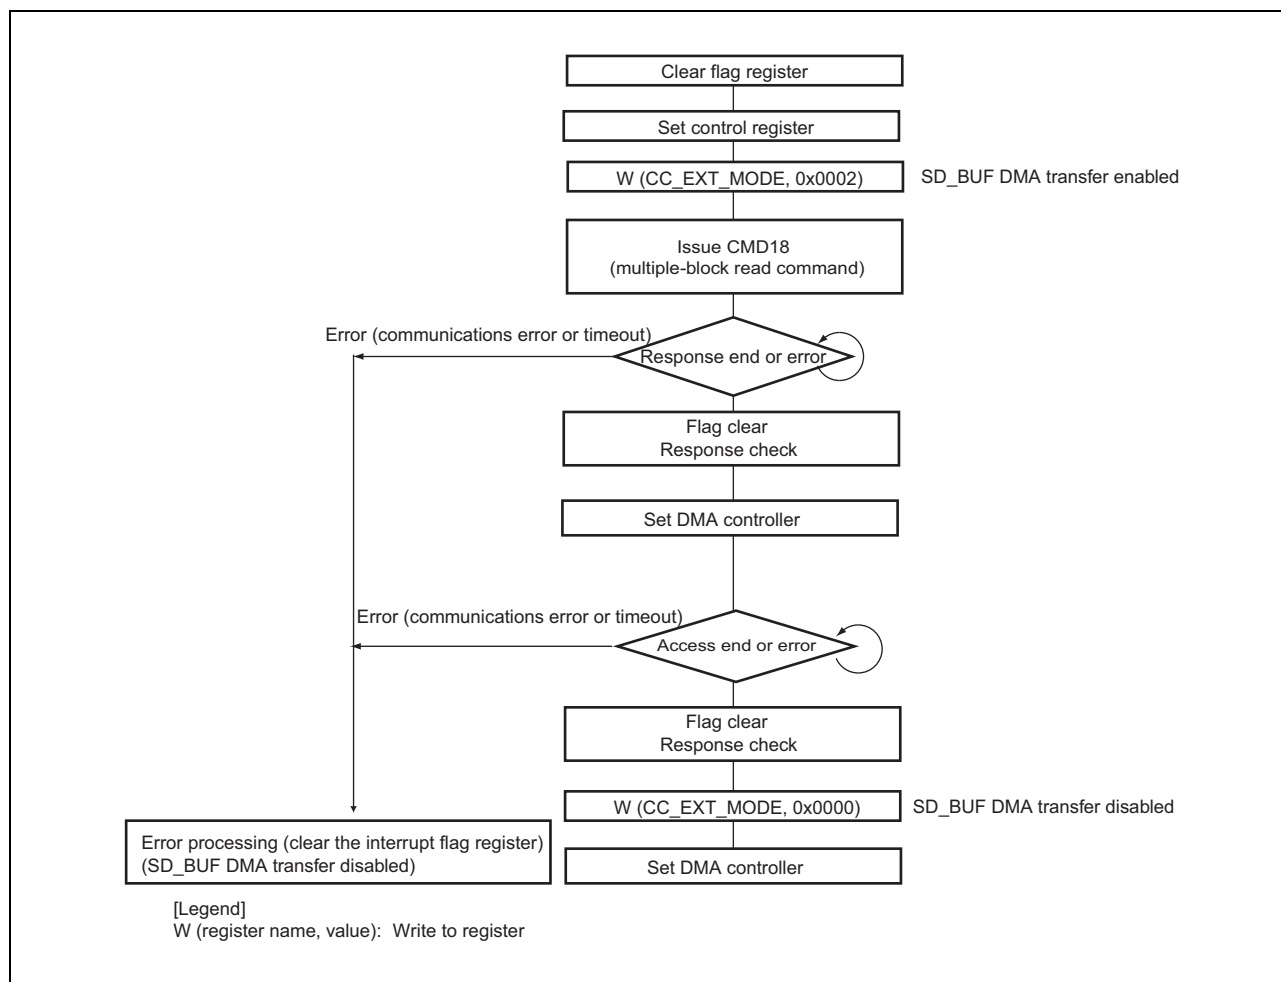 Clear flag register
Set control register
W (CC_EXT_MODE, 0x0002)
SD_BUF DMA transfer enabled
Issue CMD18
(multiple-block read command)
Error (communications error or timeout)
Response end or error
Flag clear
Response check
Set DMA controller
Error (communications error or timeout)
Access end or error
Flag clear
Response check
W (CC_EXT_MODE, 0x0000)
SD_BUF DMA transfer disabled
Error processing (clear the interrupt flag register)
(SD_BUF DMA transfer disabled)
Set DMA controller
[Legend]
W (register name, value): Write to register